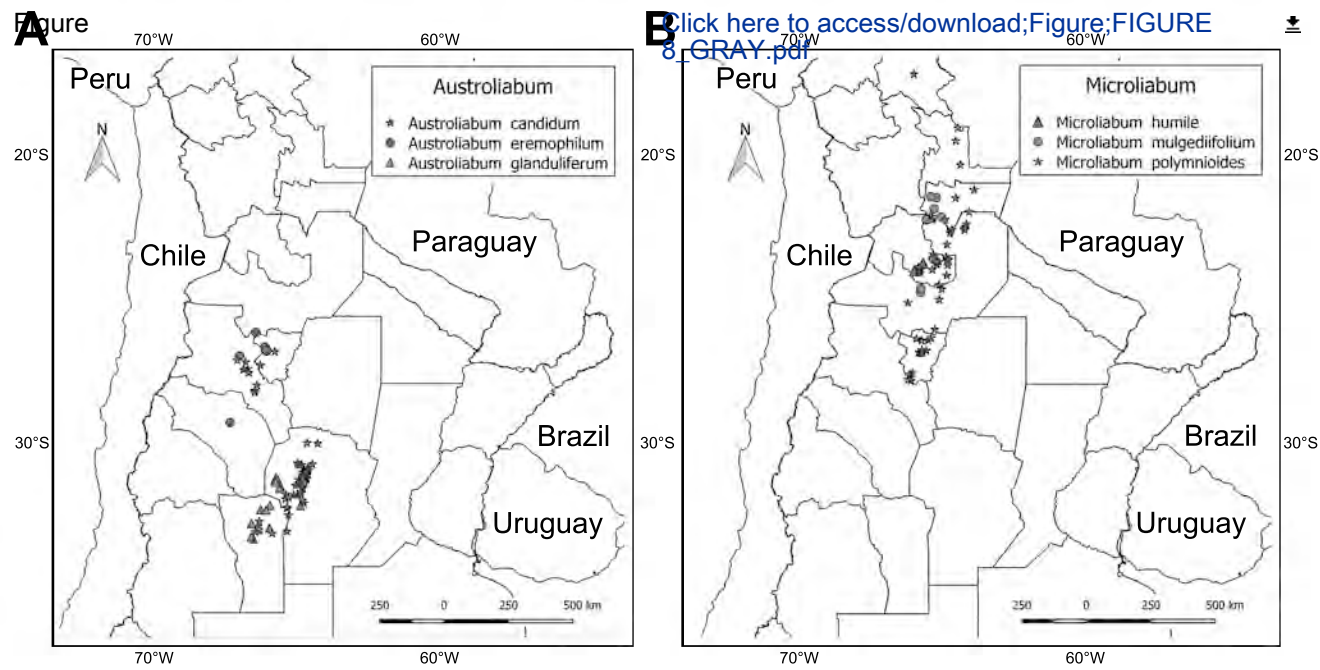 Figure
A
B
Click here to access/download;Figure;FIGURE
8_GRAY.pdf
70°W
60°W
70°W
60°W
Peru
N
20°S
Austroliabum
Austroliabum candidum
Austroliabum eremophilum
Austroliabum glanduliferum
Chile
Paraguay
30°S
Brazil
Uruguay
250 0 250 500 km
70°W
60°W
Peru
N
20°S
Microliabum
Microliabum humile
Microliabum mulgediifolium
Microliabum polymnioides
20°S
Chile
Paraguay
30°S
Brazil
30°S
Uruguay
250 0 250 500 km
70°W
60°W